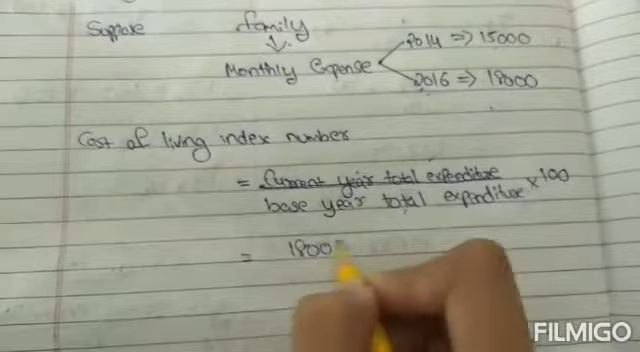 Suppose family
Monthly Expense
2014 => 15000
2016 => 18000
Cost of living index number
= Current year total expenditure
base year total expenditure × 100
= 1800
FILMIGO